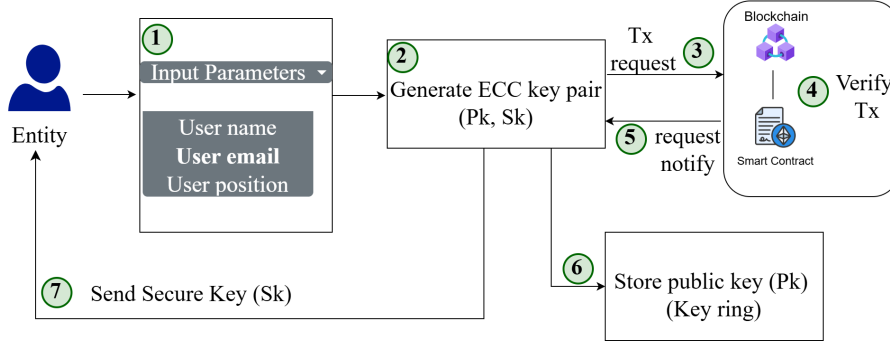 Entity
1
Input Parameters
User name
User email
User position
2
Generate ECC key pair
(Pk, Sk)
Tx
request
3
Blockchain
4
Verify
Tx
Smart Contract
5
request
notify
6
Store public key (Pk)
(Key ring)
7
Send Secure Key (Sk)